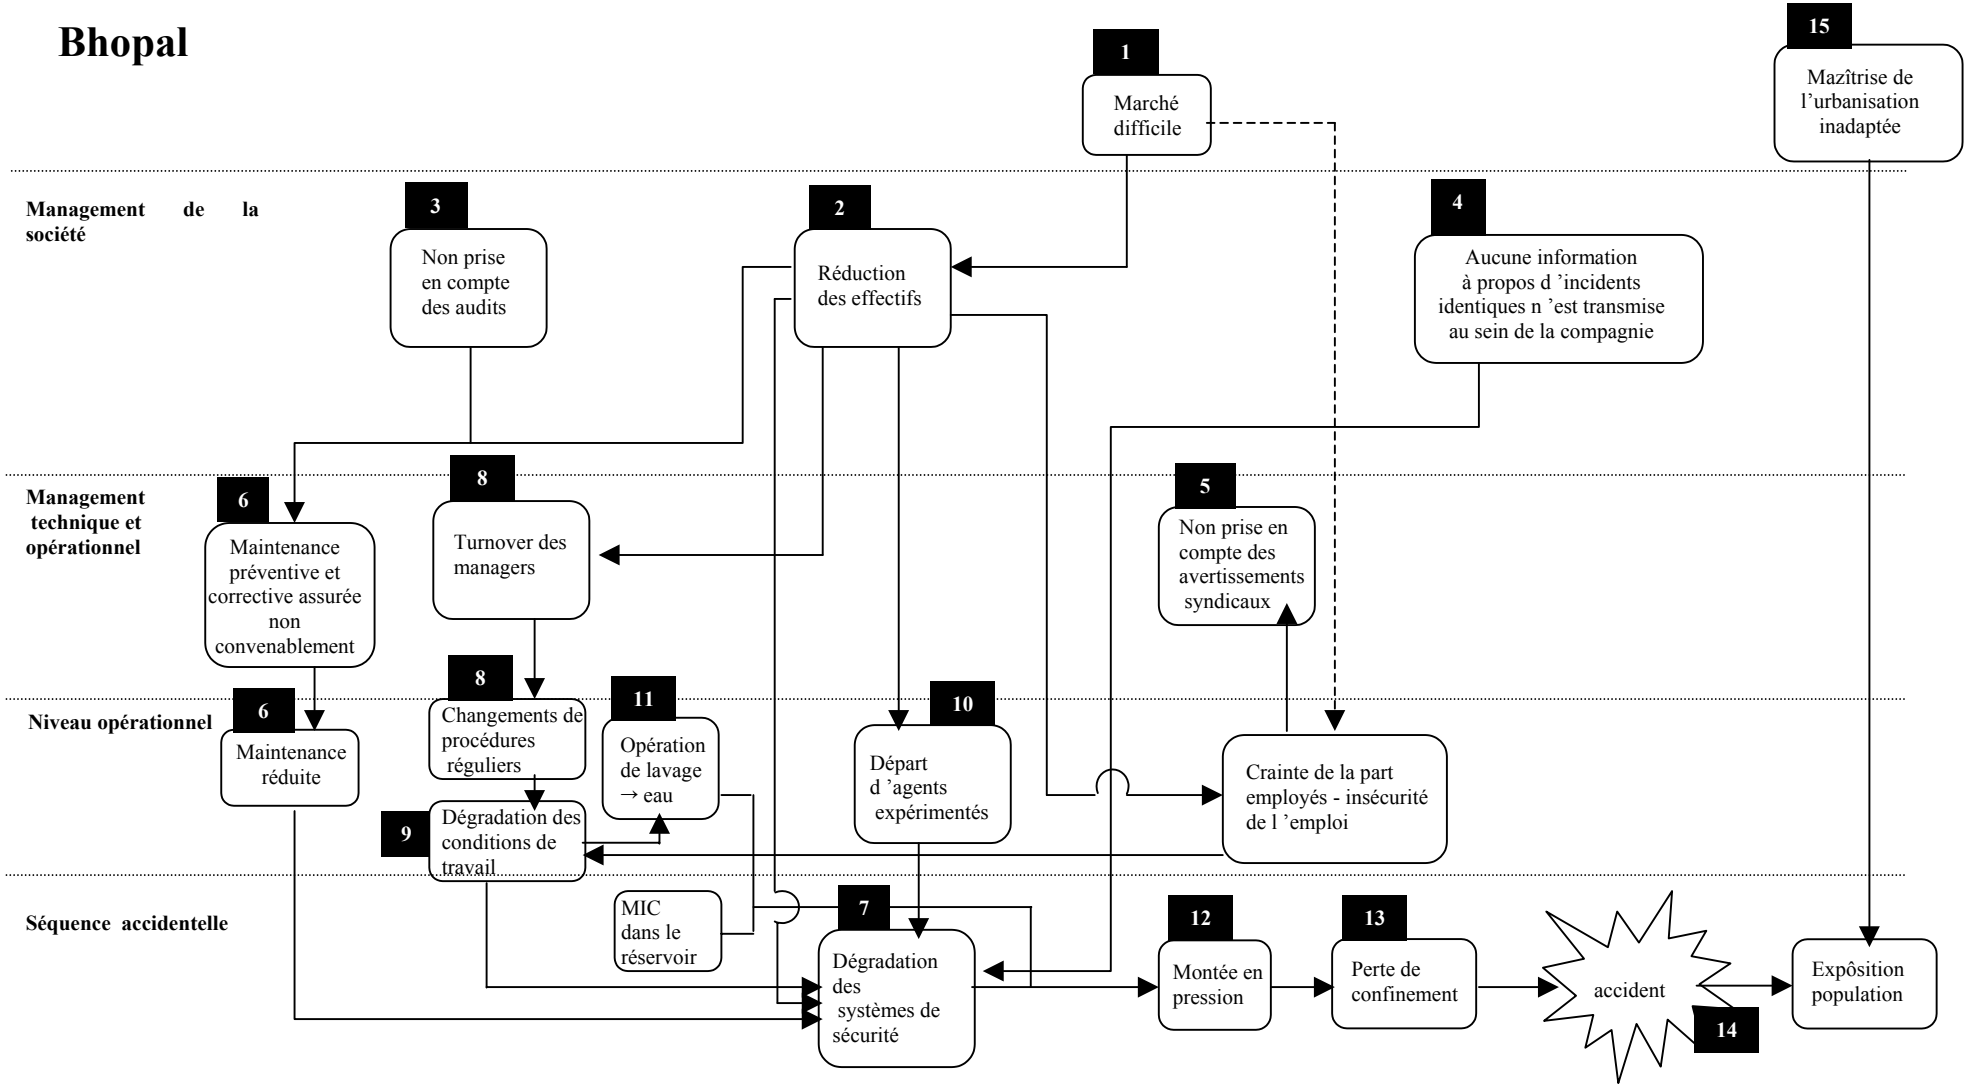 Bhopal
1
Marché
difficile
15
Mazîtrise de
l’urbanisation
inadaptée
Management de la
société
3
Non prise
en compte
des audits
2
Réduction
des effectifs
4
Aucune information
à propos d ’incidents
identiques n ’est transmise
au sein de la compagnie
Management
technique et
opérationnel
6
Maintenance
préventive et
corrective assurée
non
convenablement
8
Turnover des
managers
5
Non prise en
compte des
avertissements
syndicaux
Niveau opérationnel
6
Maintenance
réduite
8
Changements de
procédures
réguliers
9
Dégradation des
conditions de
travail
11
Opération
de lavage
→ eau
10
Départ
d ’agents
expérimentés
Crainte de la part
employés - insécurité
de l ’emploi
Séquence accidentelle
MIC
dans le
réservoir
7
Dégradation
des
systèmes de
sécurité
12
Montée en
pression
13
Perte de
confinement
accident
14
Expôsition
population